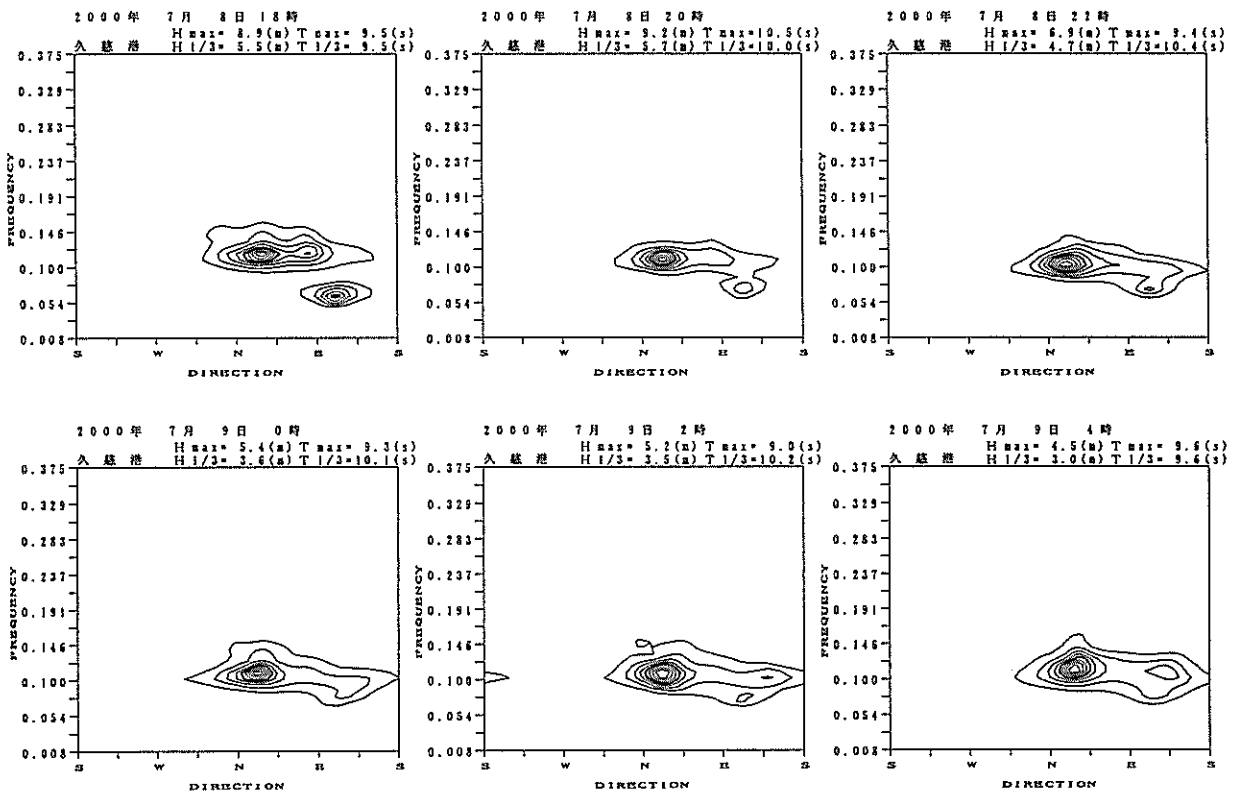 2000年 7月 8日18時
H max= 8.9(m) T max= 9.5(s)
久慈港 H 1/3= 5.5(m) T 1/3= 9.5(s)
0.375
0.329
0.283
0.237
0.191
0.146
0.100
0.054
0.008
FREQUENCY
S W N E S
DIRECTION
2000年 7月 8日20時
H max= 9.2(m) T max=10.5(s)
久慈港 H 1/3= 5.7(m) T 1/3=10.0(s)
0.375
0.329
0.283
0.237
0.191
0.146
0.100
0.054
0.008
FREQUENCY
S W N E S
DIRECTION
2000年 7月 8日22時
H max= 6.9(m) T max= 9.4(s)
久慈港 H 1/3= 4.7(m) T 1/3=10.4(s)
0.375
0.329
0.283
0.237
0.191
0.146
0.100
0.054
0.008
FREQUENCY
S W N E S
DIRECTION
2000年 7月 9日 0時
H max= 5.4(m) T max= 9.3(s)
久慈港 H 1/3= 3.6(m) T 1/3=10.1(s)
0.375
0.329
0.283
0.237
0.191
0.146
0.100
0.054
0.008
FREQUENCY
S W N E S
DIRECTION
2000年 7月 9日 2時
H max= 5.2(m) T max= 9.0(s)
久慈港 H 1/3= 3.5(m) T 1/3=10.2(s)
0.375
0.329
0.283
0.237
0.191
0.146
0.100
0.054
0.008
FREQUENCY
S W N E S
DIRECTION
2000年 7月 9日 4時
H max= 4.5(m) T max= 9.6(s)
久慈港 H 1/3= 3.0(m) T 1/3= 9.6(s)
0.375
0.329
0.283
0.237
0.191
0.146
0.100
0.054
0.008
FREQUENCY
S W N E S
DIRECTION